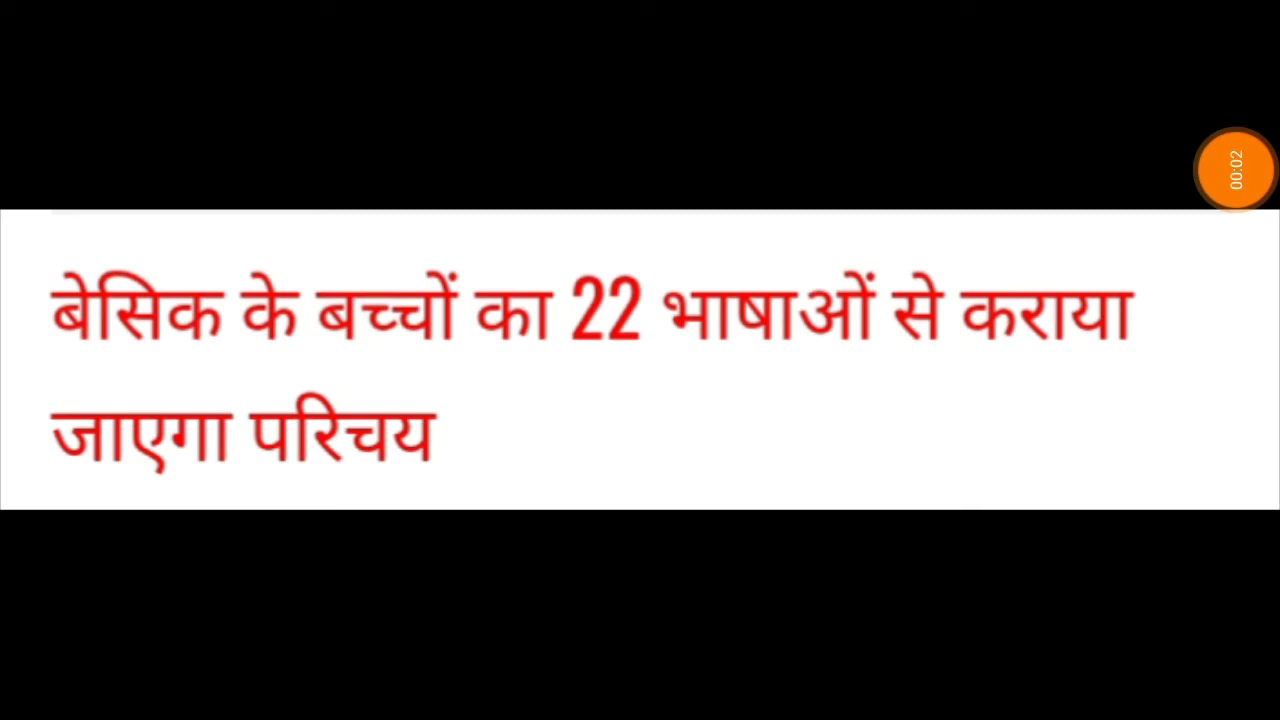 बेसिक के बच्चों का 22 भाषाओं से कराया
जाएगा परिचय
00:02